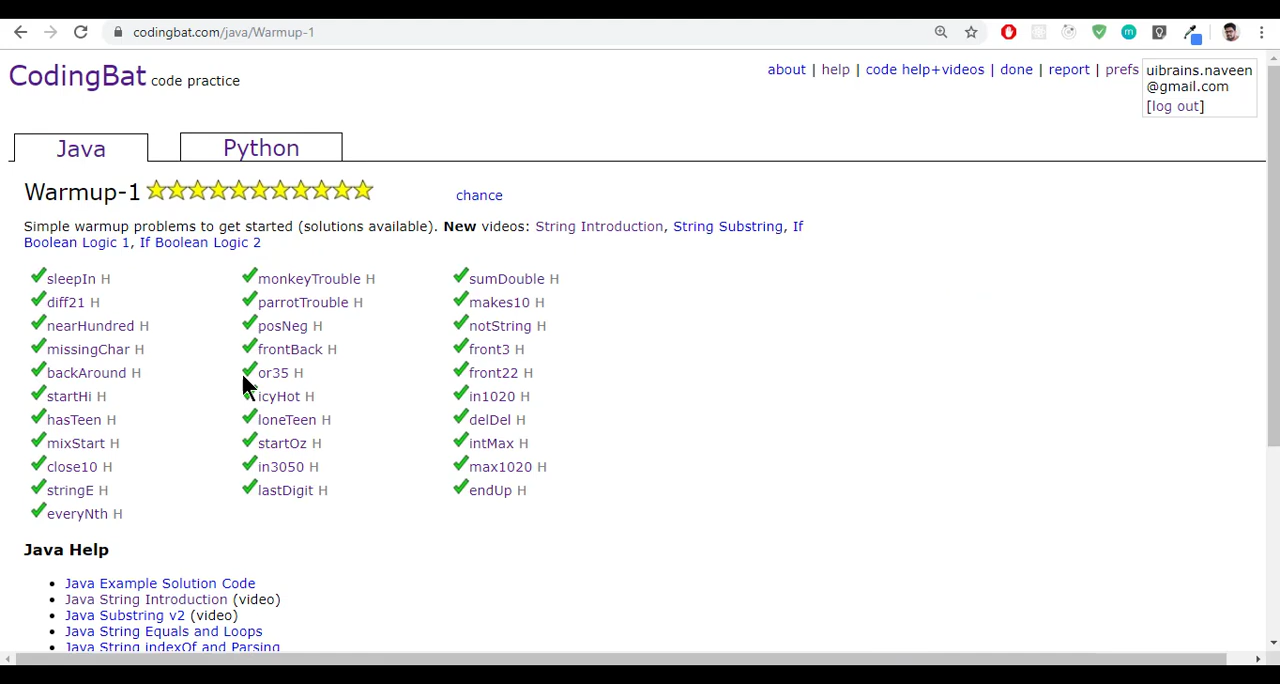 codingbat.com/java/Warmup-1
CodingBat code practice
about | help | code help+videos | done | report | prefs
uibrains.naveen
@gmail.com
[log out]
Java Python
Warmup-1 chance
Simple warmup problems to get started (solutions available). New videos: String Introduction, String Substring, If
Boolean Logic 1, If Boolean Logic 2
sleepIn H monkeyTrouble H sumDouble H
diff21 H parrotTrouble H makes10 H
nearHundred H posNeg H notString H
missingChar H frontBack H front3 H
backAround H or35 H front22 H
startHi H icyHot H in1020 H
hasTeen H loneTeen H delDel H
mixStart H startOz H intMax H
close10 H in3050 H max1020 H
stringE H lastDigit H endUp H
everyNth H
Java Help
• Java Example Solution Code
• Java String Introduction (video)
• Java Substring v2 (video)
• Java String Equals and Loops
• Java String indexOf and Parsing